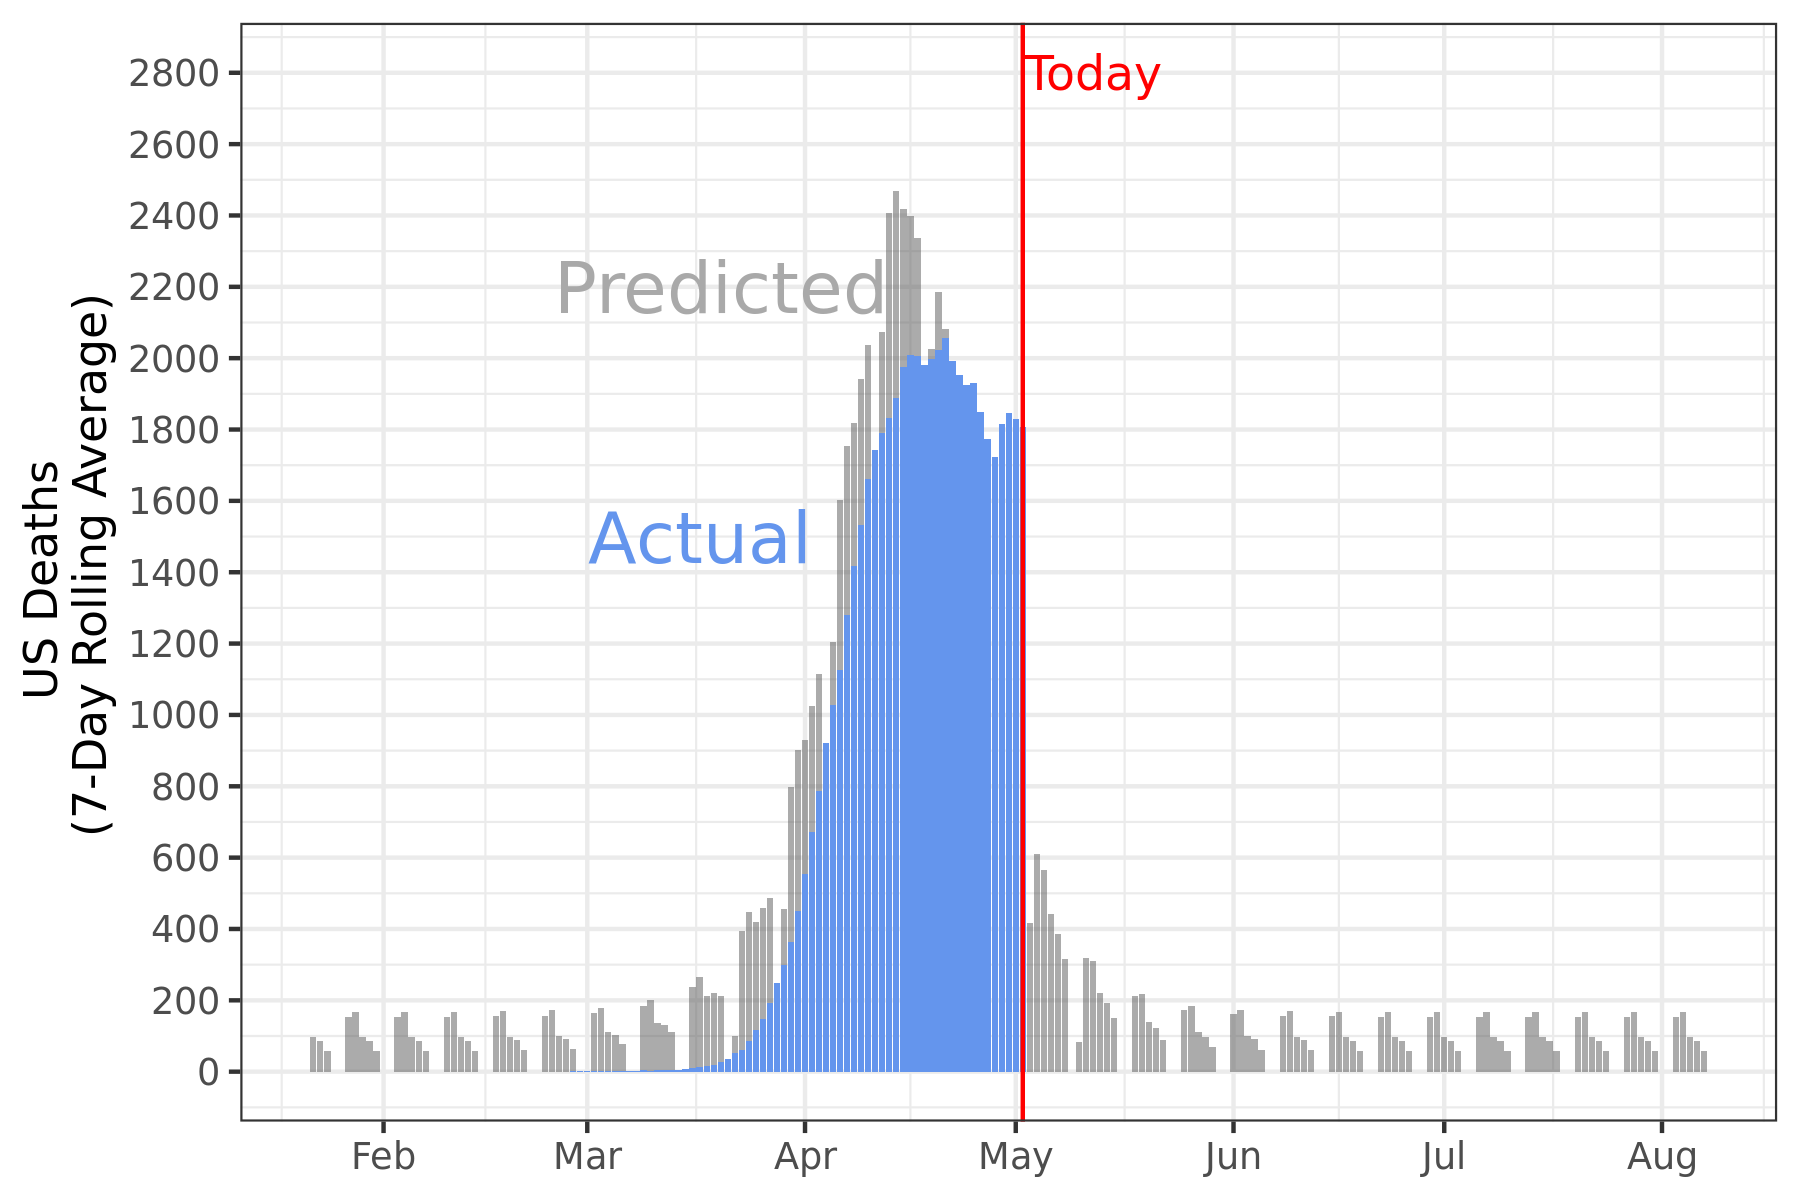 US Deaths
(7-Day Rolling Average)
2800
2600
2400
2200
2000
1800
1600
1400
1200
1000
800
600
400
200
0
Today
Predicted
Actual
Feb
Mar
Apr
May
Jun
Jul
Aug